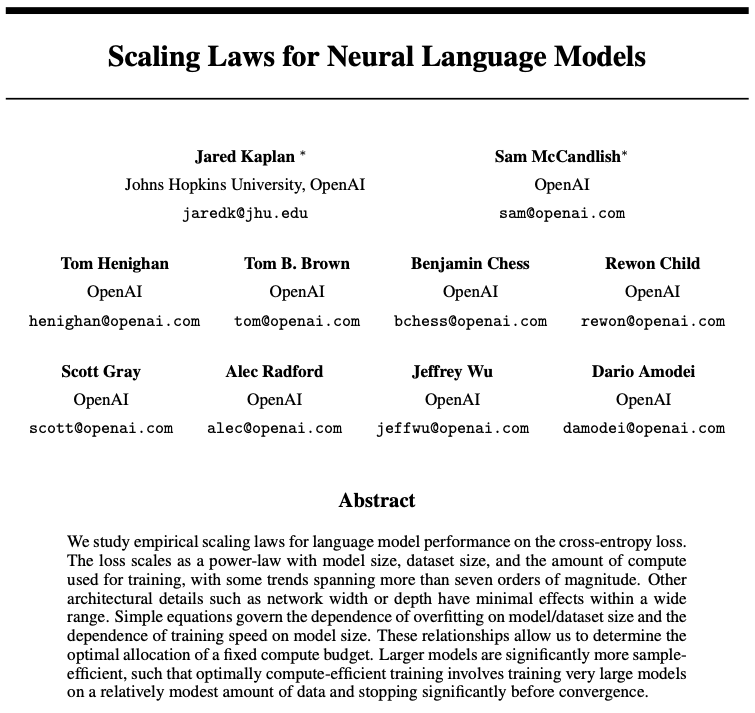 Scaling Laws for Neural Language Models
Jared Kaplan * Sam McCandlish*
Johns Hopkins University, OpenAI OpenAI
jaredk@jhu.edu sam@openai.com
Tom Henighan Tom B. Brown Benjamin Chess Rewon Child
OpenAI OpenAI OpenAI OpenAI
henighan@openai.com tom@openai.com bchess@openai.com rewon@openai.com
Scott Gray Alec Radford Jeffrey Wu Dario Amodei
OpenAI OpenAI OpenAI OpenAI
scott@openai.com alec@openai.com jeffwu@openai.com damodei@openai.com
Abstract
We study empirical scaling laws for language model performance on the cross-entropy loss.
The loss scales as a power-law with model size, dataset size, and the amount of compute
used for training, with some trends spanning more than seven orders of magnitude. Other
architectural details such as network width or depth have minimal effects within a wide
range. Simple equations govern the dependence of overfitting on model/dataset size and the
dependence of training speed on model size. These relationships allow us to determine the
optimal allocation of a fixed compute budget. Larger models are significantly more sample-
efficient, such that optimally compute-efficient training involves training very large models
on a relatively modest amount of data and stopping significantly before convergence.